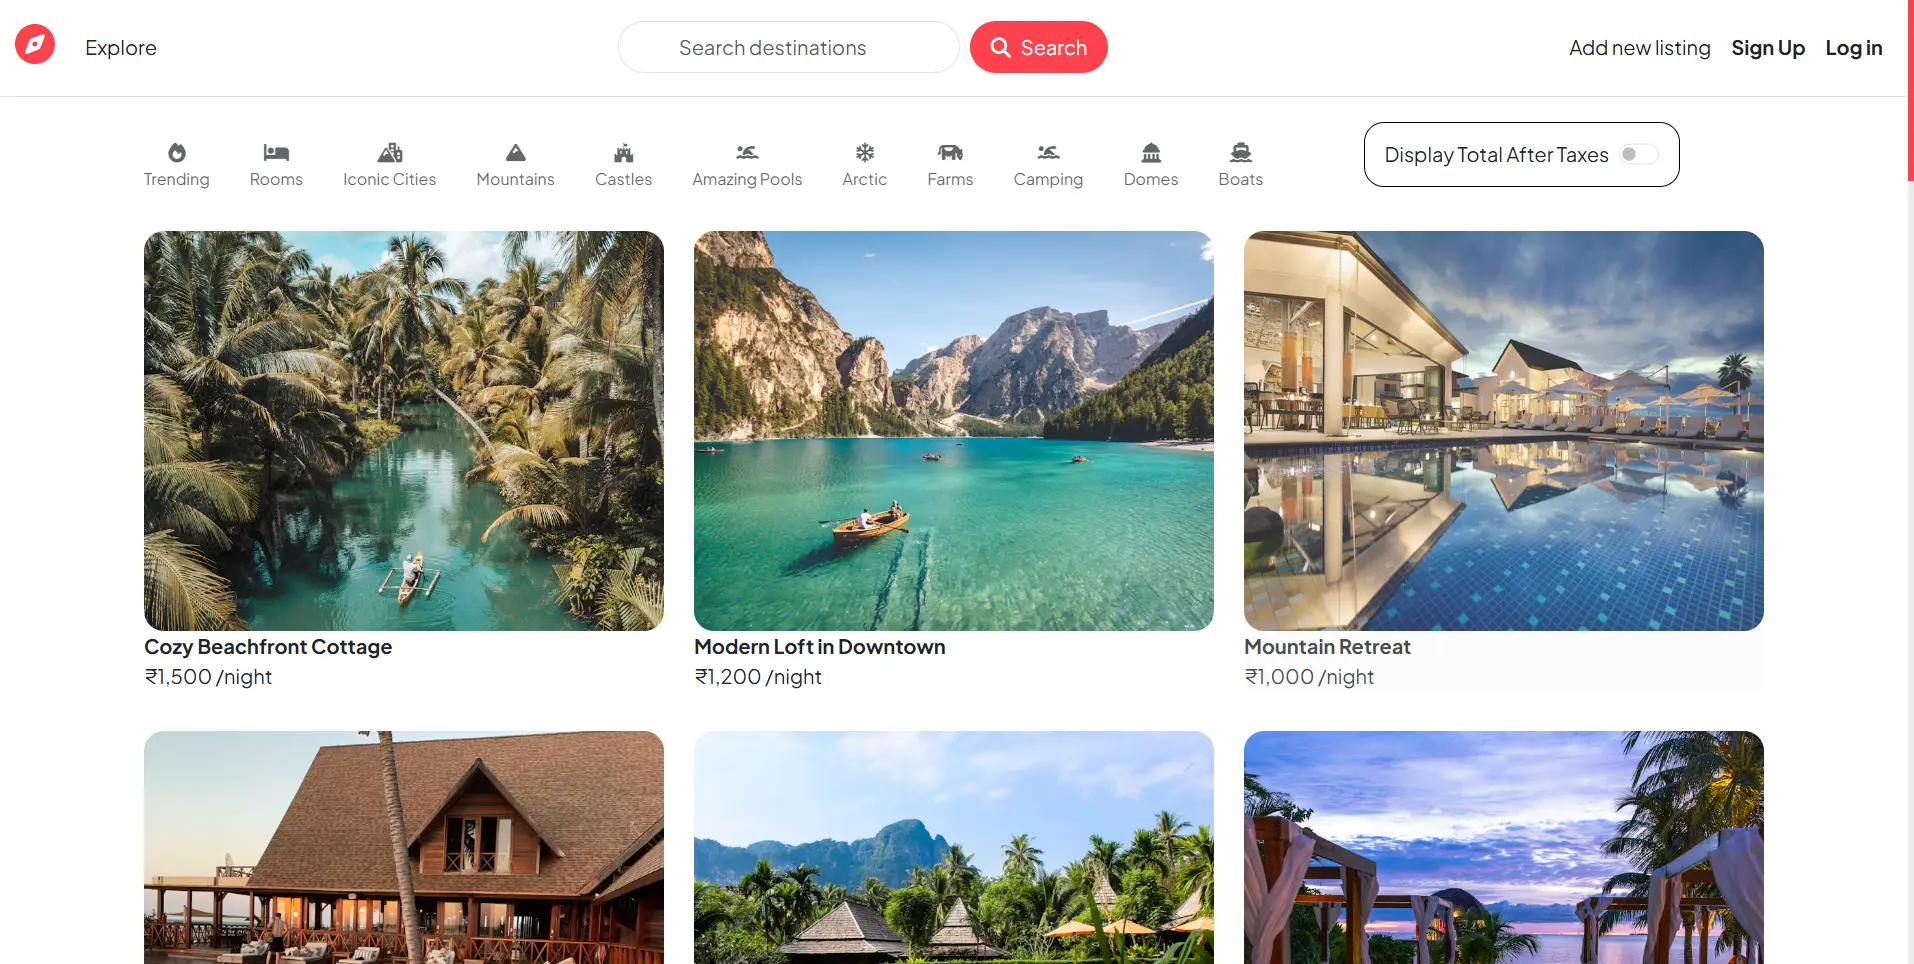 Explore
Search destinations
Search
Add new listing
Sign Up
Log in
Trending
Rooms
Iconic Cities
Mountains
Castles
Amazing Pools
Arctic
Farms
Camping
Domes
Boats
Display Total After Taxes
Cozy Beachfront Cottage
₹1,500 /night
Modern Loft in Downtown
₹1,200 /night
Mountain Retreat
₹1,000 /night